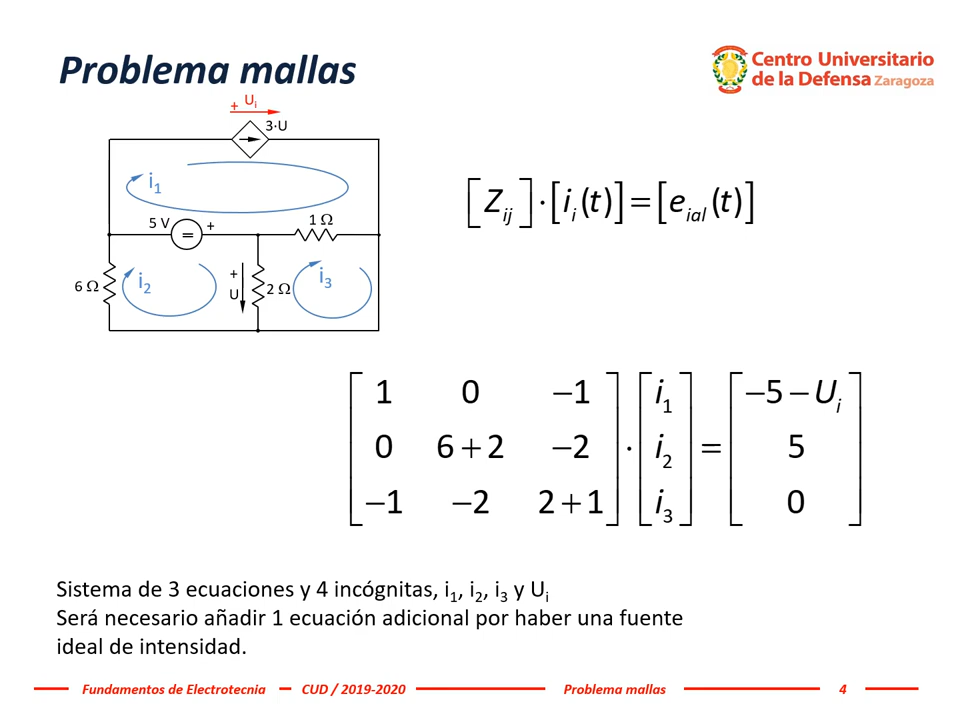 Problema mallas
Centro Universitario
de la Defensa Zaragoza
+ Ui
3·U
i1
5 V
+
=
1 Ω
6 Ω
i2
+
U
2 Ω
i3
[Zij]·[ii(t)]=[eial(t)]
1 0 −1 i1 −5−Ui
0 6+2 −2 · i2 = 5
−1 −2 2+1 i3 0
Sistema de 3 ecuaciones y 4 incógnitas, i1, i2, i3 y Ui
Será necesario añadir 1 ecuación adicional por haber una fuente
ideal de intensidad.
Fundamentos de Electrotecnia CUD / 2019-2020 Problema mallas 4